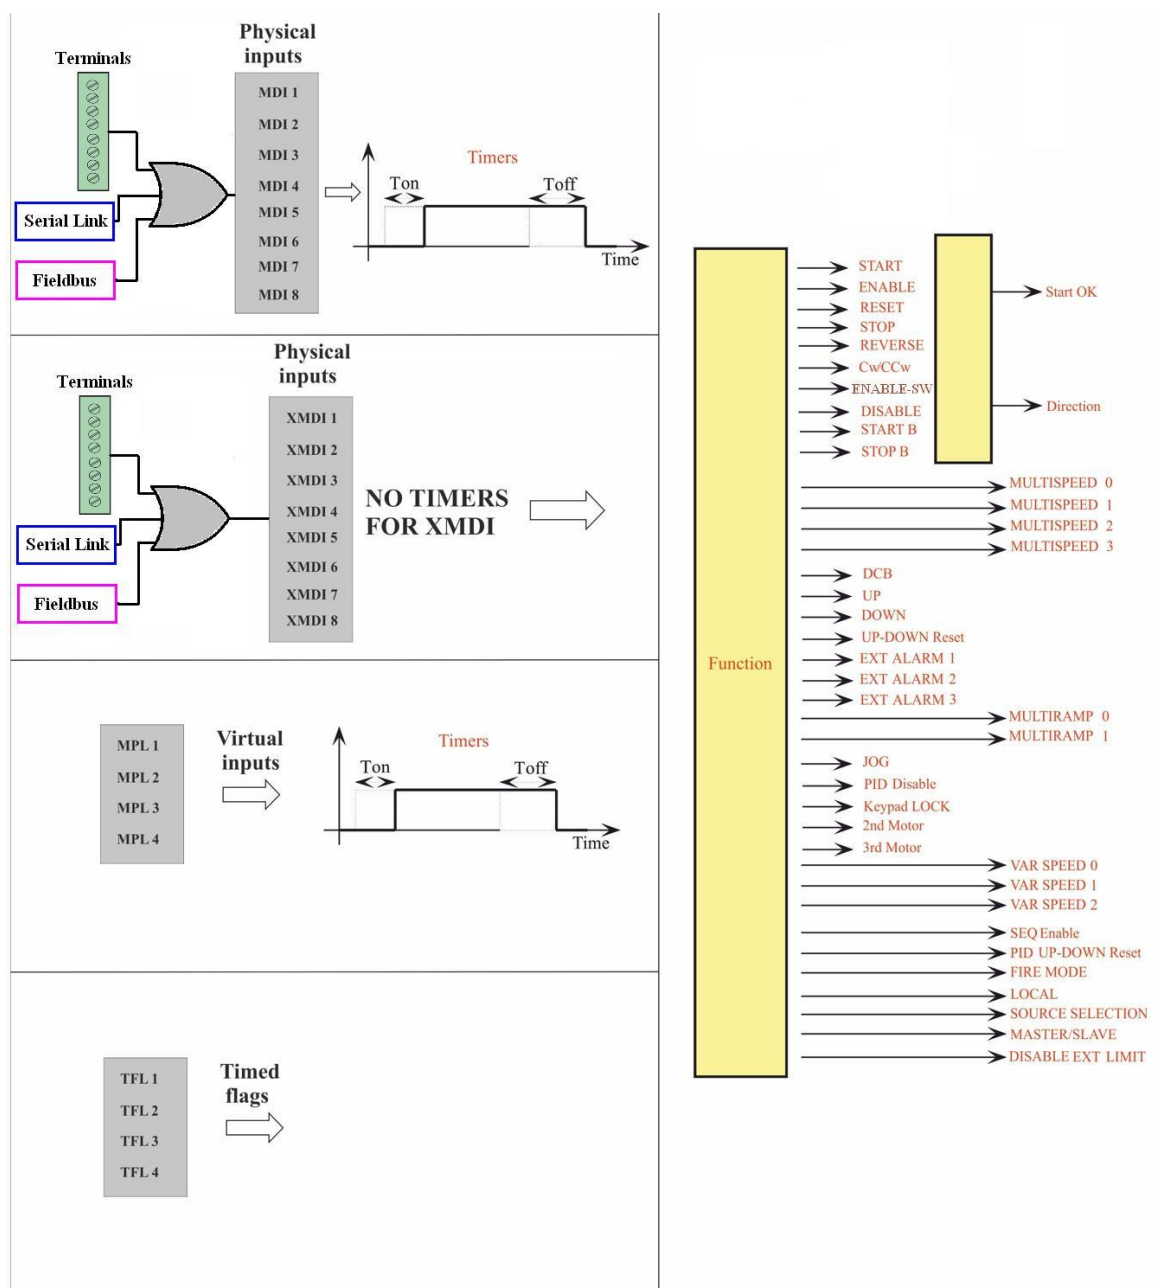 Physical
inputs
Terminals
MDI 1
MDI 2
MDI 3
MDI 4
MDI 5
MDI 6
MDI 7
MDI 8
Serial Link
Fieldbus
Timers
Ton
Toff
Time
Physical
inputs
Terminals
XMDI 1
XMDI 2
XMDI 3
XMDI 4
XMDI 5
XMDI 6
XMDI 7
XMDI 8
Serial Link
Fieldbus
NO TIMERS
FOR XMDI
MPL 1
MPL 2
MPL 3
MPL 4
Virtual
inputs
Timers
Ton
Toff
Time
TFL 1
TFL 2
TFL 3
TFL 4
Timed
flags
Function
START
ENABLE
RESET
STOP
REVERSE
Cw/CCw
ENABLE-SW
DISABLE
START B
STOP B
Start OK
Direction
MULTISPEED 0
MULTISPEED 1
MULTISPEED 2
MULTISPEED 3
DCB
UP
DOWN
UP-DOWN Reset
EXT ALARM 1
EXT ALARM 2
EXT ALARM 3
MULTIRAMP 0
MULTIRAMP 1
JOG
PID Disable
Keypad LOCK
2nd Motor
3rd Motor
VAR SPEED 0
VAR SPEED 1
VAR SPEED 2
SEQ Enable
PID UP-DOWN Reset
FIRE MODE
LOCAL
SOURCE SELECTION
MASTER/SLAVE
DISABLE EXT LIMIT